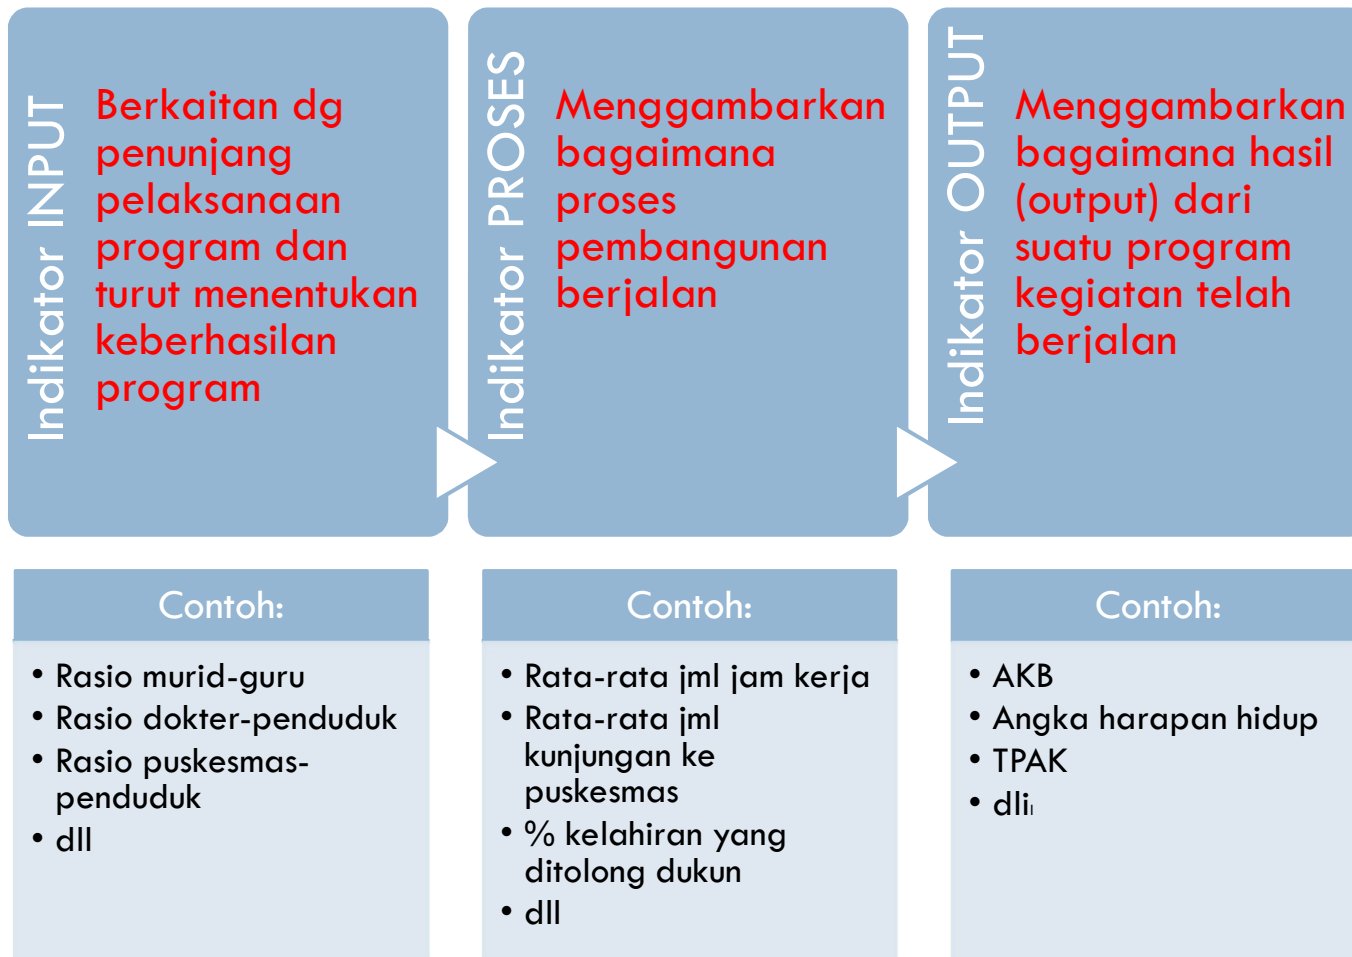 Indikator INPUT
Berkaitan dg
penunjang
pelaksanaan
program dan
turut menentukan
keberhasilan
program
Indikator PROSES
Menggambarkan
bagaimana
proses
pembangunan
berjalan
Indikator OUTPUT
Menggambarkan
bagaimana hasil
(output) dari
suatu program
kegiatan telah
berjalan
Contoh:
• Rasio murid-guru
• Rasio dokter-penduduk
• Rasio puskesmas-
penduduk
• dll
Contoh:
• Rata-rata jml jam kerja
• Rata-rata jml
kunjungan ke
puskesmas
• % kelahiran yang
ditolong dukun
• dll
Contoh:
• AKB
• Angka harapan hidup
• TPAK
• dlil